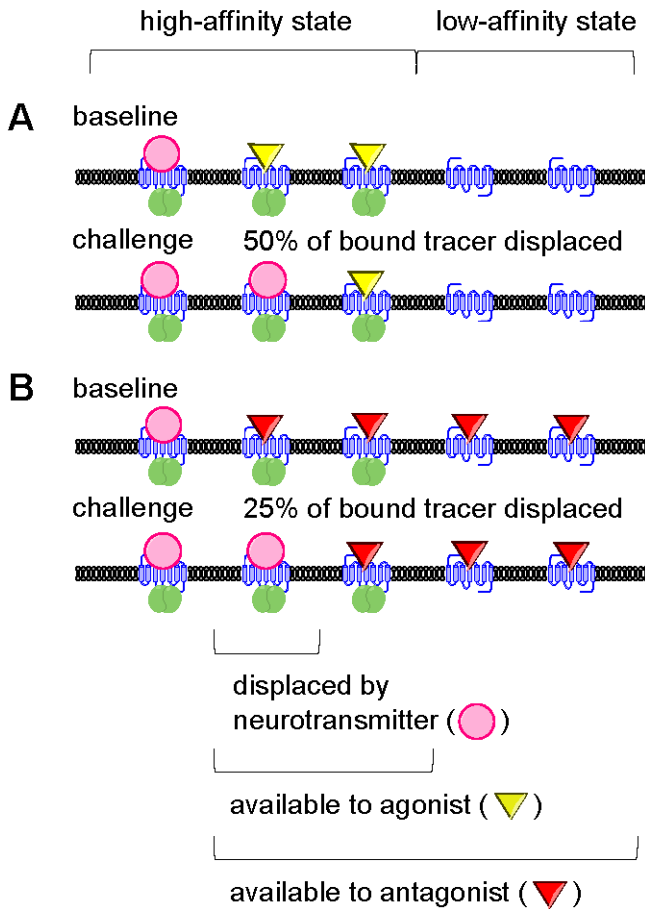 high-affinity state low-affinity state
A
baseline
challenge 50% of bound tracer displaced
B
baseline
challenge 25% of bound tracer displaced
displaced by
neurotransmitter ( )
available to agonist ( )
available to antagonist ( )